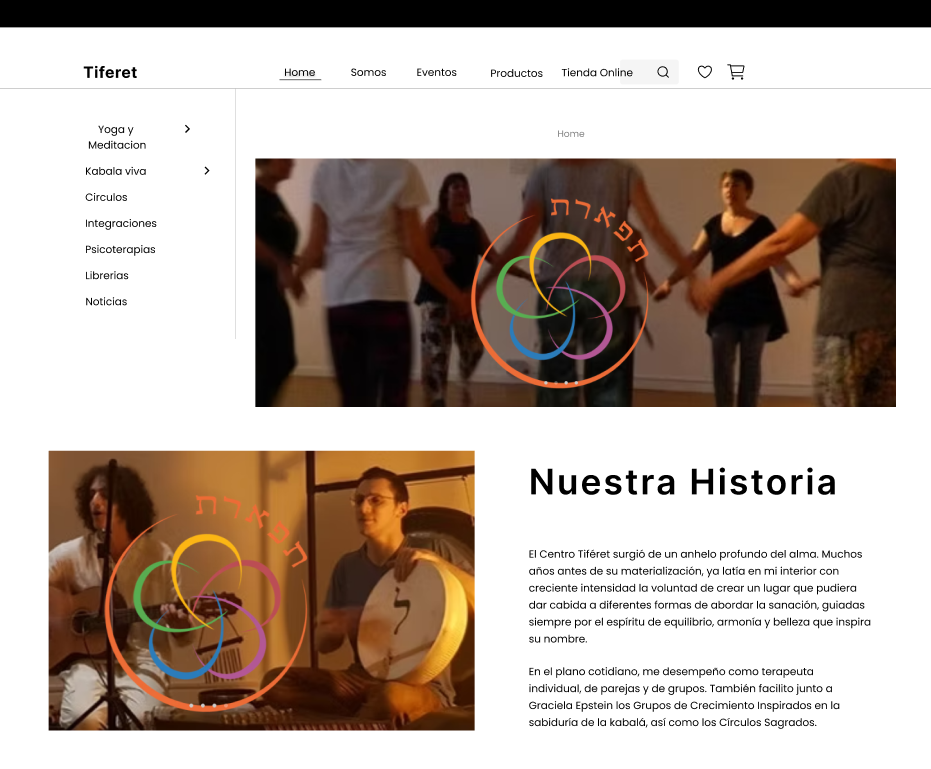 Tiferet
Home
Somos
Eventos
Productos
Tienda Online
Yoga y
Meditacion
Kabala viva
Circulos
Integraciones
Psicoterapias
Librerias
Noticias
Home
תפארת
תפארת
ל
Nuestra Historia
El Centro Tiféret surgió de un anhelo profundo del alma. Muchos
años antes de su materialización, ya latía en mi interior con
creciente intensidad la voluntad de crear un lugar que pudiera
dar cabida a diferentes formas de abordar la sanación, guiadas
siempre por el espíritu de equilibrio, armonía y belleza que inspira
su nombre.
En el plano cotidiano, me desempeño como terapeuta
individual, de parejas y de grupos. También facilito junto a
Graciela Epstein los Grupos de Crecimiento Inspirados en la
sabiduría de la kabalá, así como los Círculos Sagrados.